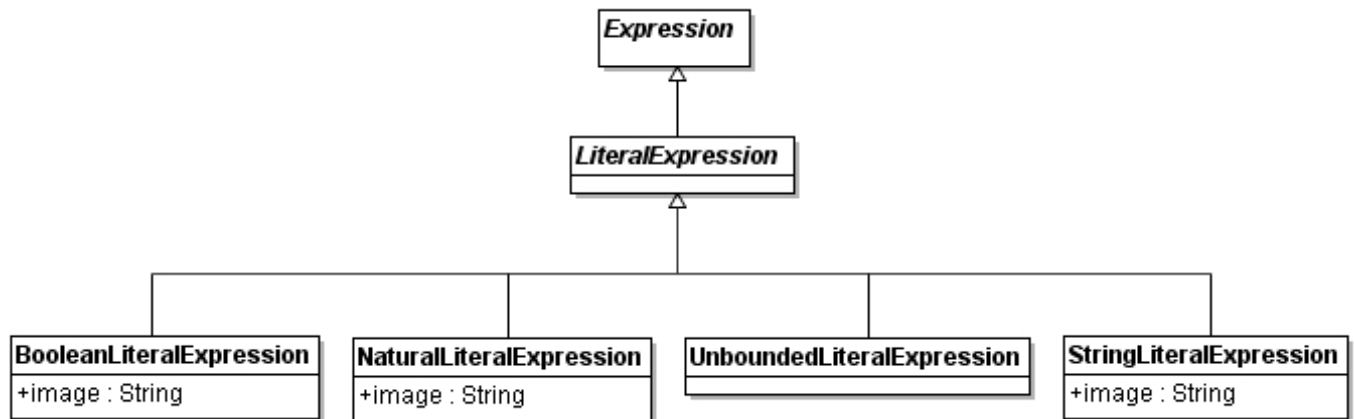 Expression
LiteralExpression
BooleanLiteralExpression
+image : String
NaturalLiteralExpression
+image : String
UnboundedLiteralExpression
StringLiteralExpression
+image : String